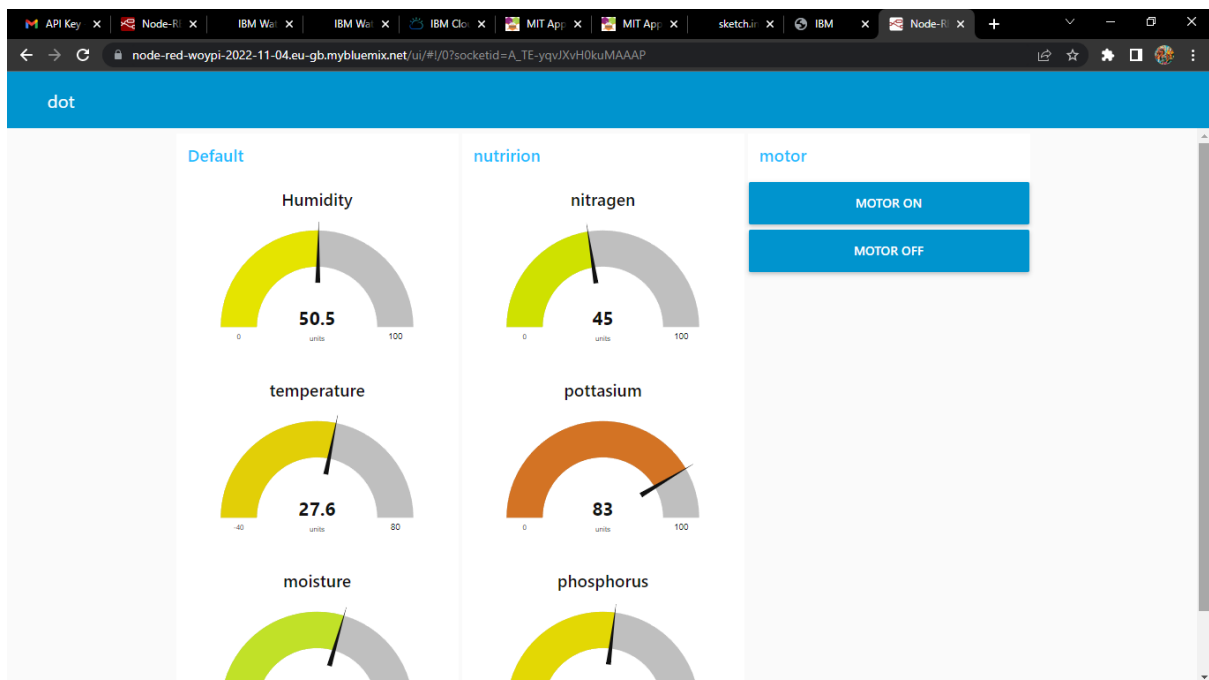 API Key
Node-R
IBM Wat
IBM Wat
IBM Clo
MIT App
MIT App
sketch.in
IBM
Node-R
node-red-woypi-2022-11-04.eu-gb.mybluemix.net/ui/#!/0?socketid=A_TE-yqvJXvH0kuMAAAP
dot
Default
Humidity
50.5
units
0
100
temperature
27.6
units
-40
80
moisture
nutririon
nitragen
45
units
0
100
pottasium
83
units
0
100
phosphorus
motor
MOTOR ON
MOTOR OFF